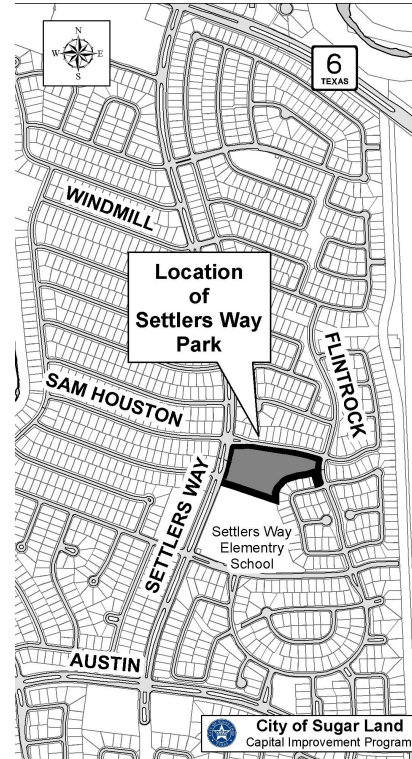 N
W E
S
6
TEXAS
WINDMILL
Location
of
Settlers Way
Park
FLINTROCK
SAM HOUSTON
SETTLERS WAY
Settlers Way
Elementry
School
AUSTIN
City of Sugar Land
Capital Improvement Program